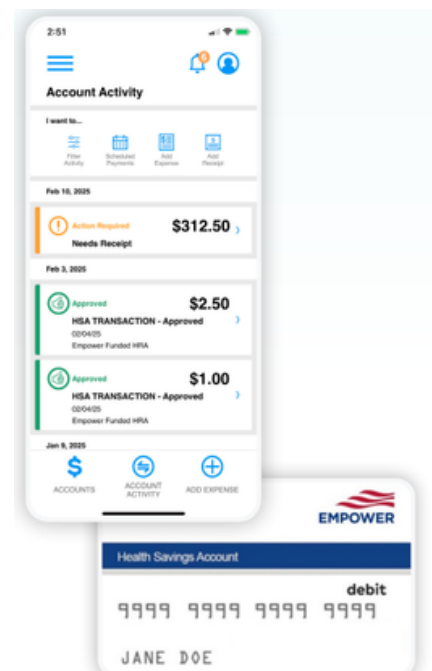 2:51
6
Account Activity
I want to...
Filter Activity
Scheduled Payments
Add Expense
Add Receipt
Feb 10, 2025
Action Required
$312.50
Needs Receipt
Feb 3, 2025
Approved
$2.50
HSA TRANSACTION - Approved
02/04/25
Empower Funded HRA
Approved
$1.00
HSA TRANSACTION - Approved
02/04/25
Empower Funded HRA
Jan 9, 2025
ACCOUNTS
ACCOUNT
ACTIVITY
ADD EXPENSE
EMPOWER
Health Savings Account
debit
9999 9999 9999 9999
JANE DOE